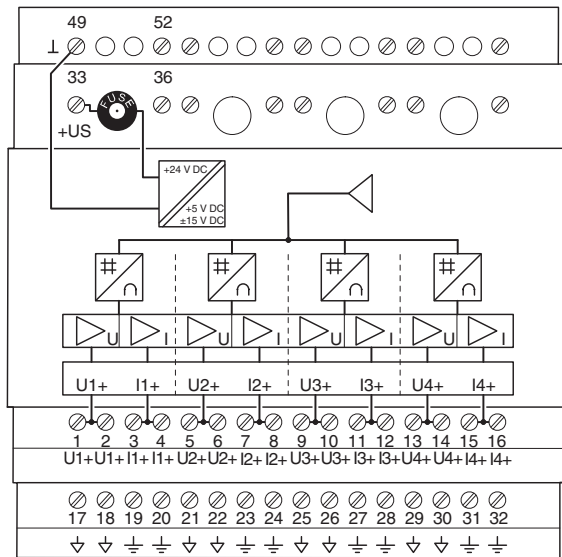 49 52
⊥
33 36
FUSE
+US
+24 V DC
+5 V DC
±15 V DC
# # # #
∩ ∩ ∩ ∩
U I U I U I U I
U1+ I1+ U2+ I2+ U3+ I3+ U4+ I4+
1 2 3 4 5 6 7 8 9 10 11 12 13 14 15 16
U1+ U1+ I1+ I1+ U2+ U2+ I2+ I2+ U3+ U3+ I3+ I3+ U4+ U4+ I4+ I4+
17 18 19 20 21 22 23 24 25 26 27 28 29 30 31 32